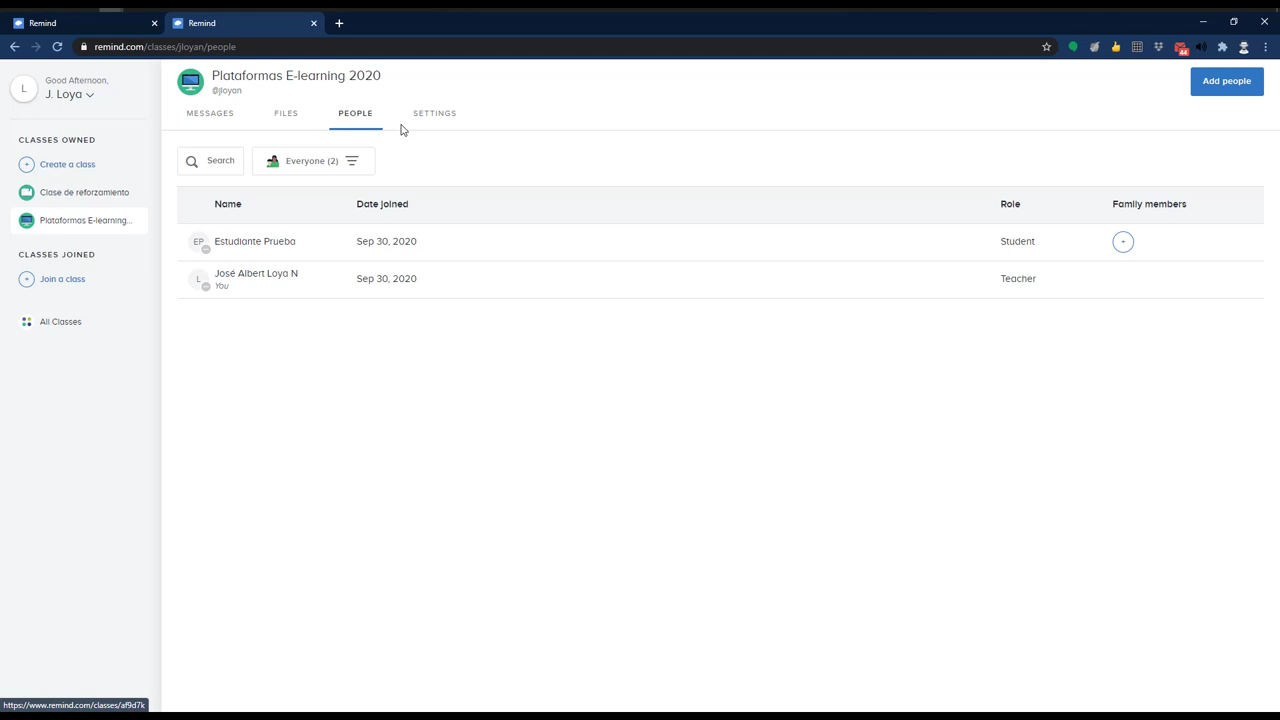 Remind
Remind
remind.com/classes/jloyan/people
44
L
Good Afternoon,
J. Loya
CLASSES OWNED
+ Create a class
Clase de reforzamiento
Plataformas E-learning...
CLASSES JOINED
+ Join a class
All Classes
Plataformas E-learning 2020
@jloyan
Add people
MESSAGES FILES PEOPLE SETTINGS
Search
Everyone (2)
Name Date joined Role Family members
EP Estudiante Prueba Sep 30, 2020 Student +
L José Albert Loya N Sep 30, 2020 Teacher
You
https://www.remind.com/classes/af9d7k